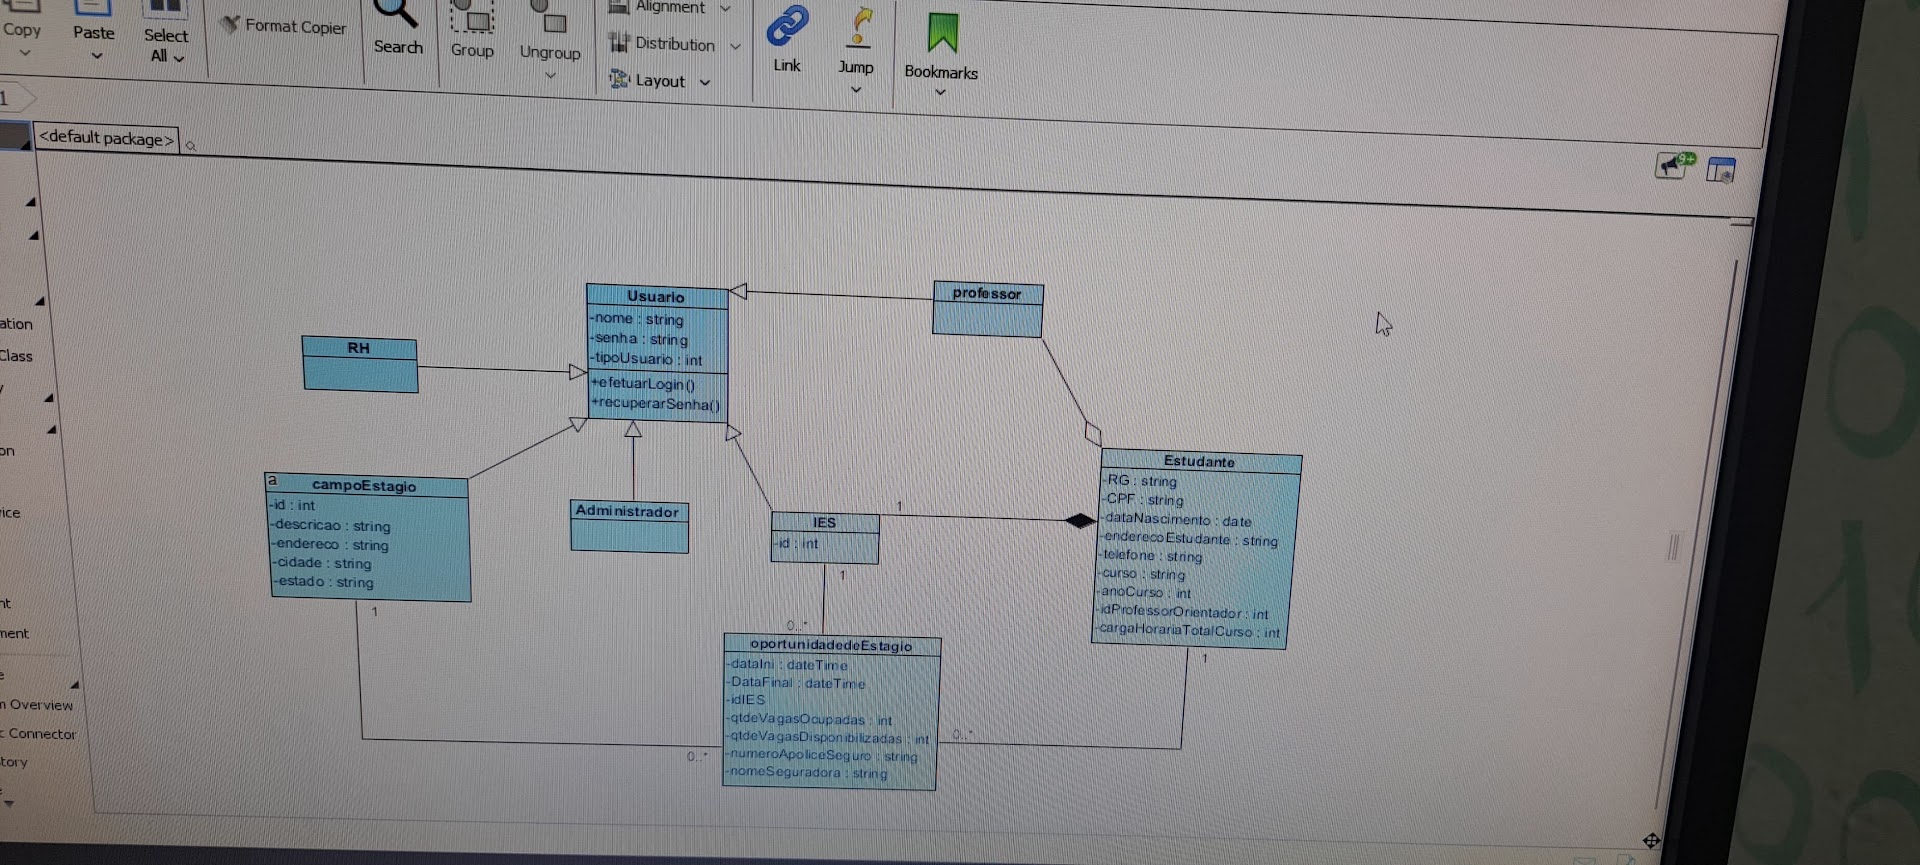 Copy
Paste
Select
All
Format Copier
Search
Group
Ungroup
Alignment
Distribution
Layout
Link
Jump
Bookmarks
1
<default package>
9+
ation
Class
on
ice
nt
ment
e
n Overview
c Connector
tory
RH
Usuario
-nome : string
-senha : string
-tipoUsuario : int
+efetuarLogin()
+recuperarSenha()
professor
a
campoEstagio
-id : int
-descricao : string
-endereco : string
-cidade : string
-estado : string
1
Administrador
IES
-id : int
1
1
0..*
Estudante
-RG : string
-CPF : string
-dataNascimento : date
-enderecoEstudante : string
-telefone : string
-curso : string
-anoCurso : int
-idProfessorOrientador : int
-cargaHorariaTotalCurso : int
1
oportunidadedeEstagio
-dataIni : dateTime
-DataFinal : dateTime
-idIES
-qtdeVagasOcupadas : int
-qtdeVagasDisponibilizadas : int
-numeroApoliceSeguro : string
-nomeSeguradora : string
0..*
0..*